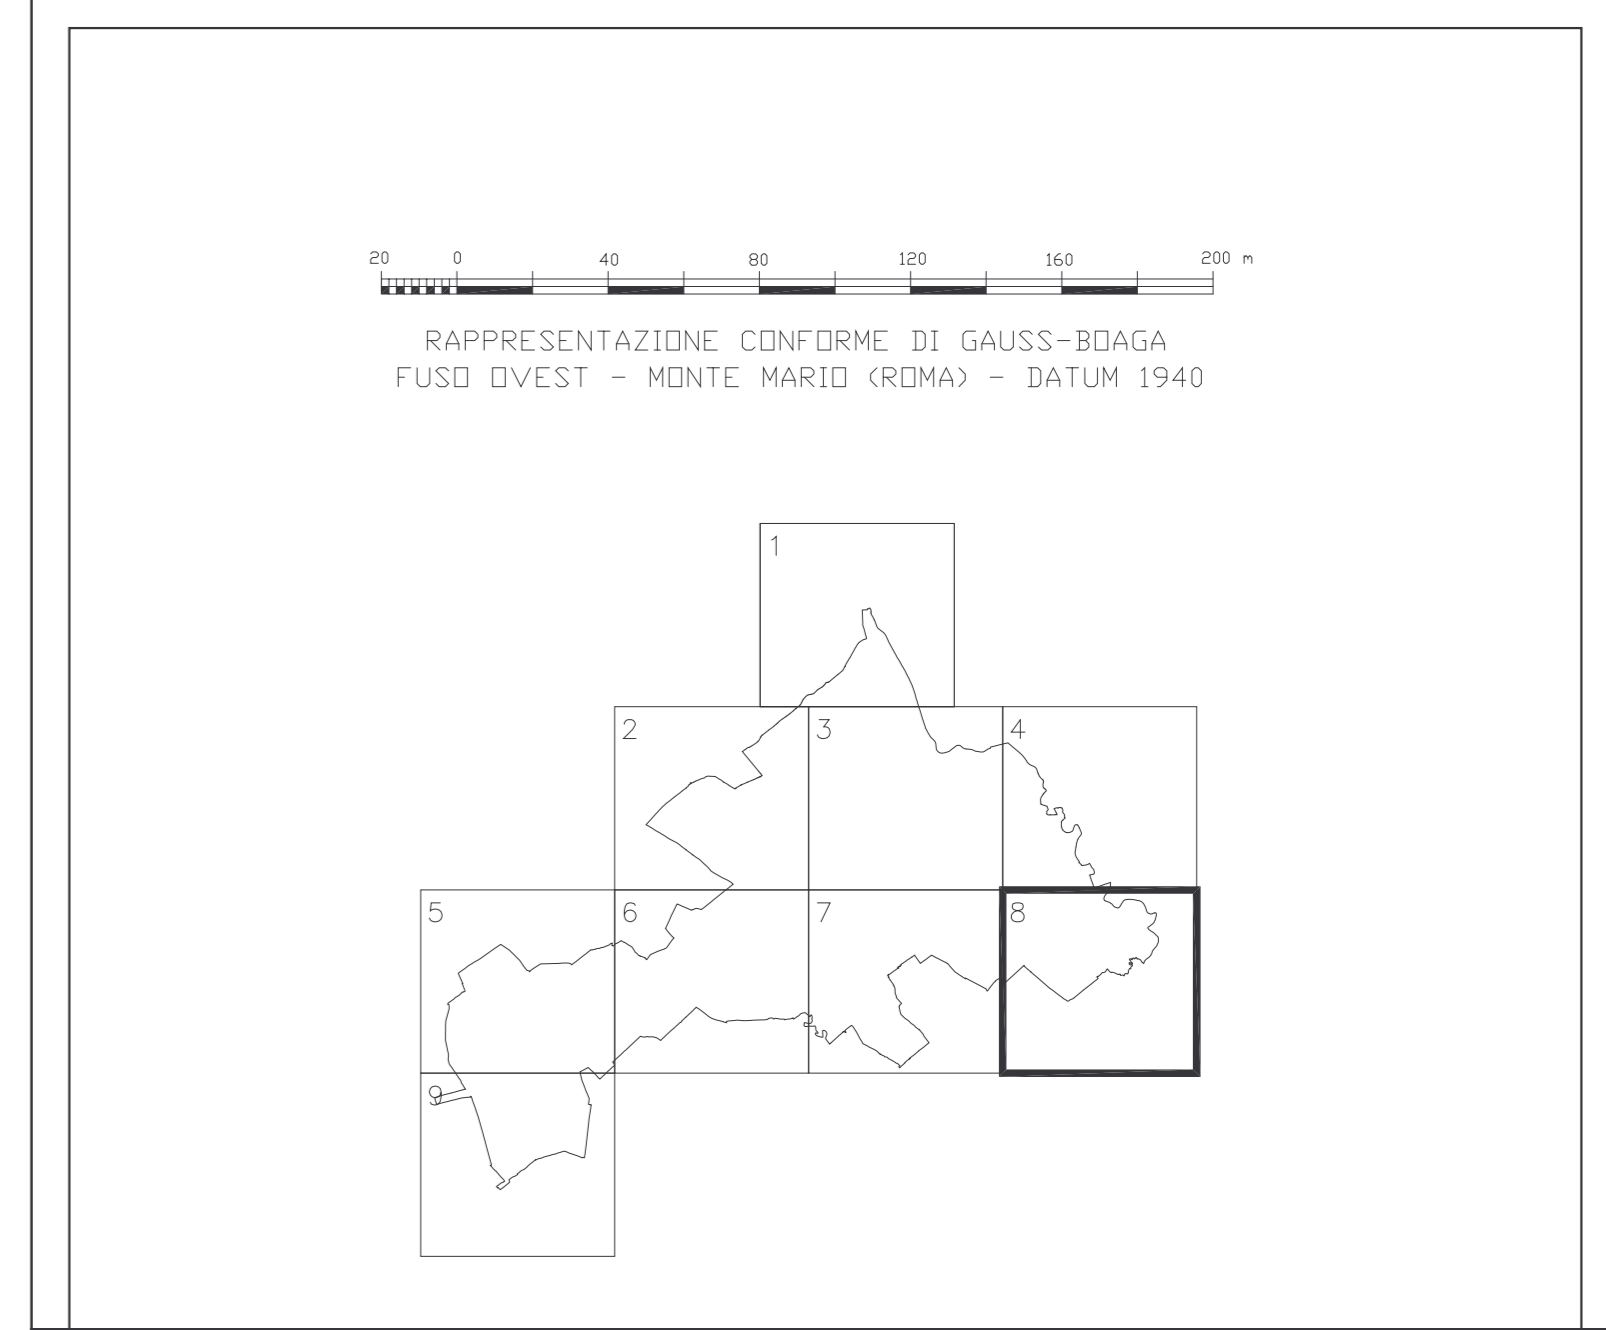 20 0 40 80 120 160 200 m
RAPPRESENTAZIONE CONFORME DI GAUSS-BOAGA
FUSO OVEST - MONTE MARIO (ROMA) - DATUM 1940
1
2 3 4
5 6 7 8
9